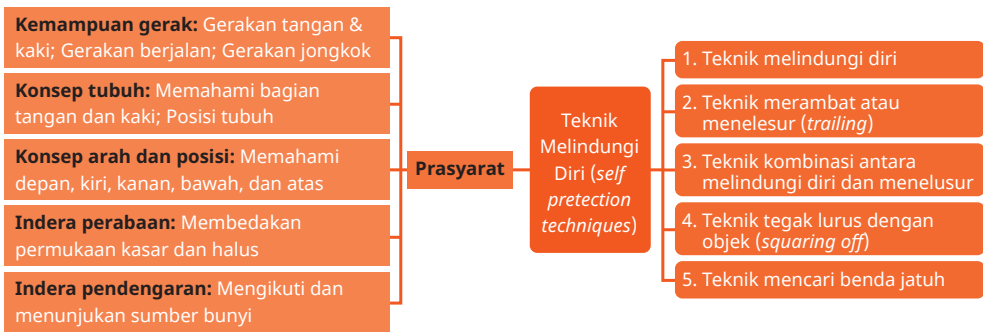 Kemampuan gerak: Gerakan tangan &
kaki; Gerakan berjalan; Gerakan jongkok
Konsep tubuh: Memahami bagian
tangan dan kaki; Posisi tubuh
Konsep arah dan posisi: Memahami
depan, kiri, kanan, bawah, dan atas
Indera perabaan: Membedakan
permukaan kasar dan halus
Indera pendengaran: Mengikuti dan
menunjukan sumber bunyi
Prasyarat
Teknik
Melindungi
Diri (self
pretection
techniques)
1. Teknik melindungi diri
2. Teknik merambat atau
menelesur (trailing)
3. Teknik kombinasi antara
melindungi diri dan menelusur
4. Teknik tegak lurus dengan
objek (squaring off)
5. Teknik mencari benda jatuh